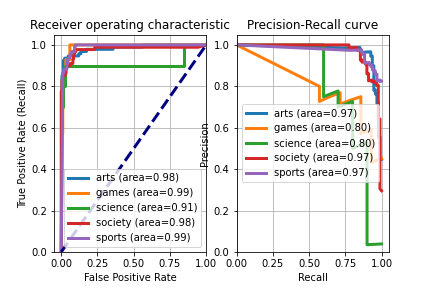 Receiver operating characteristic
1.0
0.8
0.6
0.4
0.2
0.0
True Positive Rate (Recall)
arts (area=0.98)
games (area=0.99)
science (area=0.91)
society (area=0.98)
sports (area=0.99)
0.00 0.25 0.50 0.75 1.00
False Positive Rate
Precision-Recall curve
1.0
0.8
0.6
0.4
0.2
0.0
Precision
arts (area=0.97)
games (area=0.80)
science (area=0.80)
society (area=0.97)
sports (area=0.97)
0.00 0.25 0.50 0.75 1.00
Recall